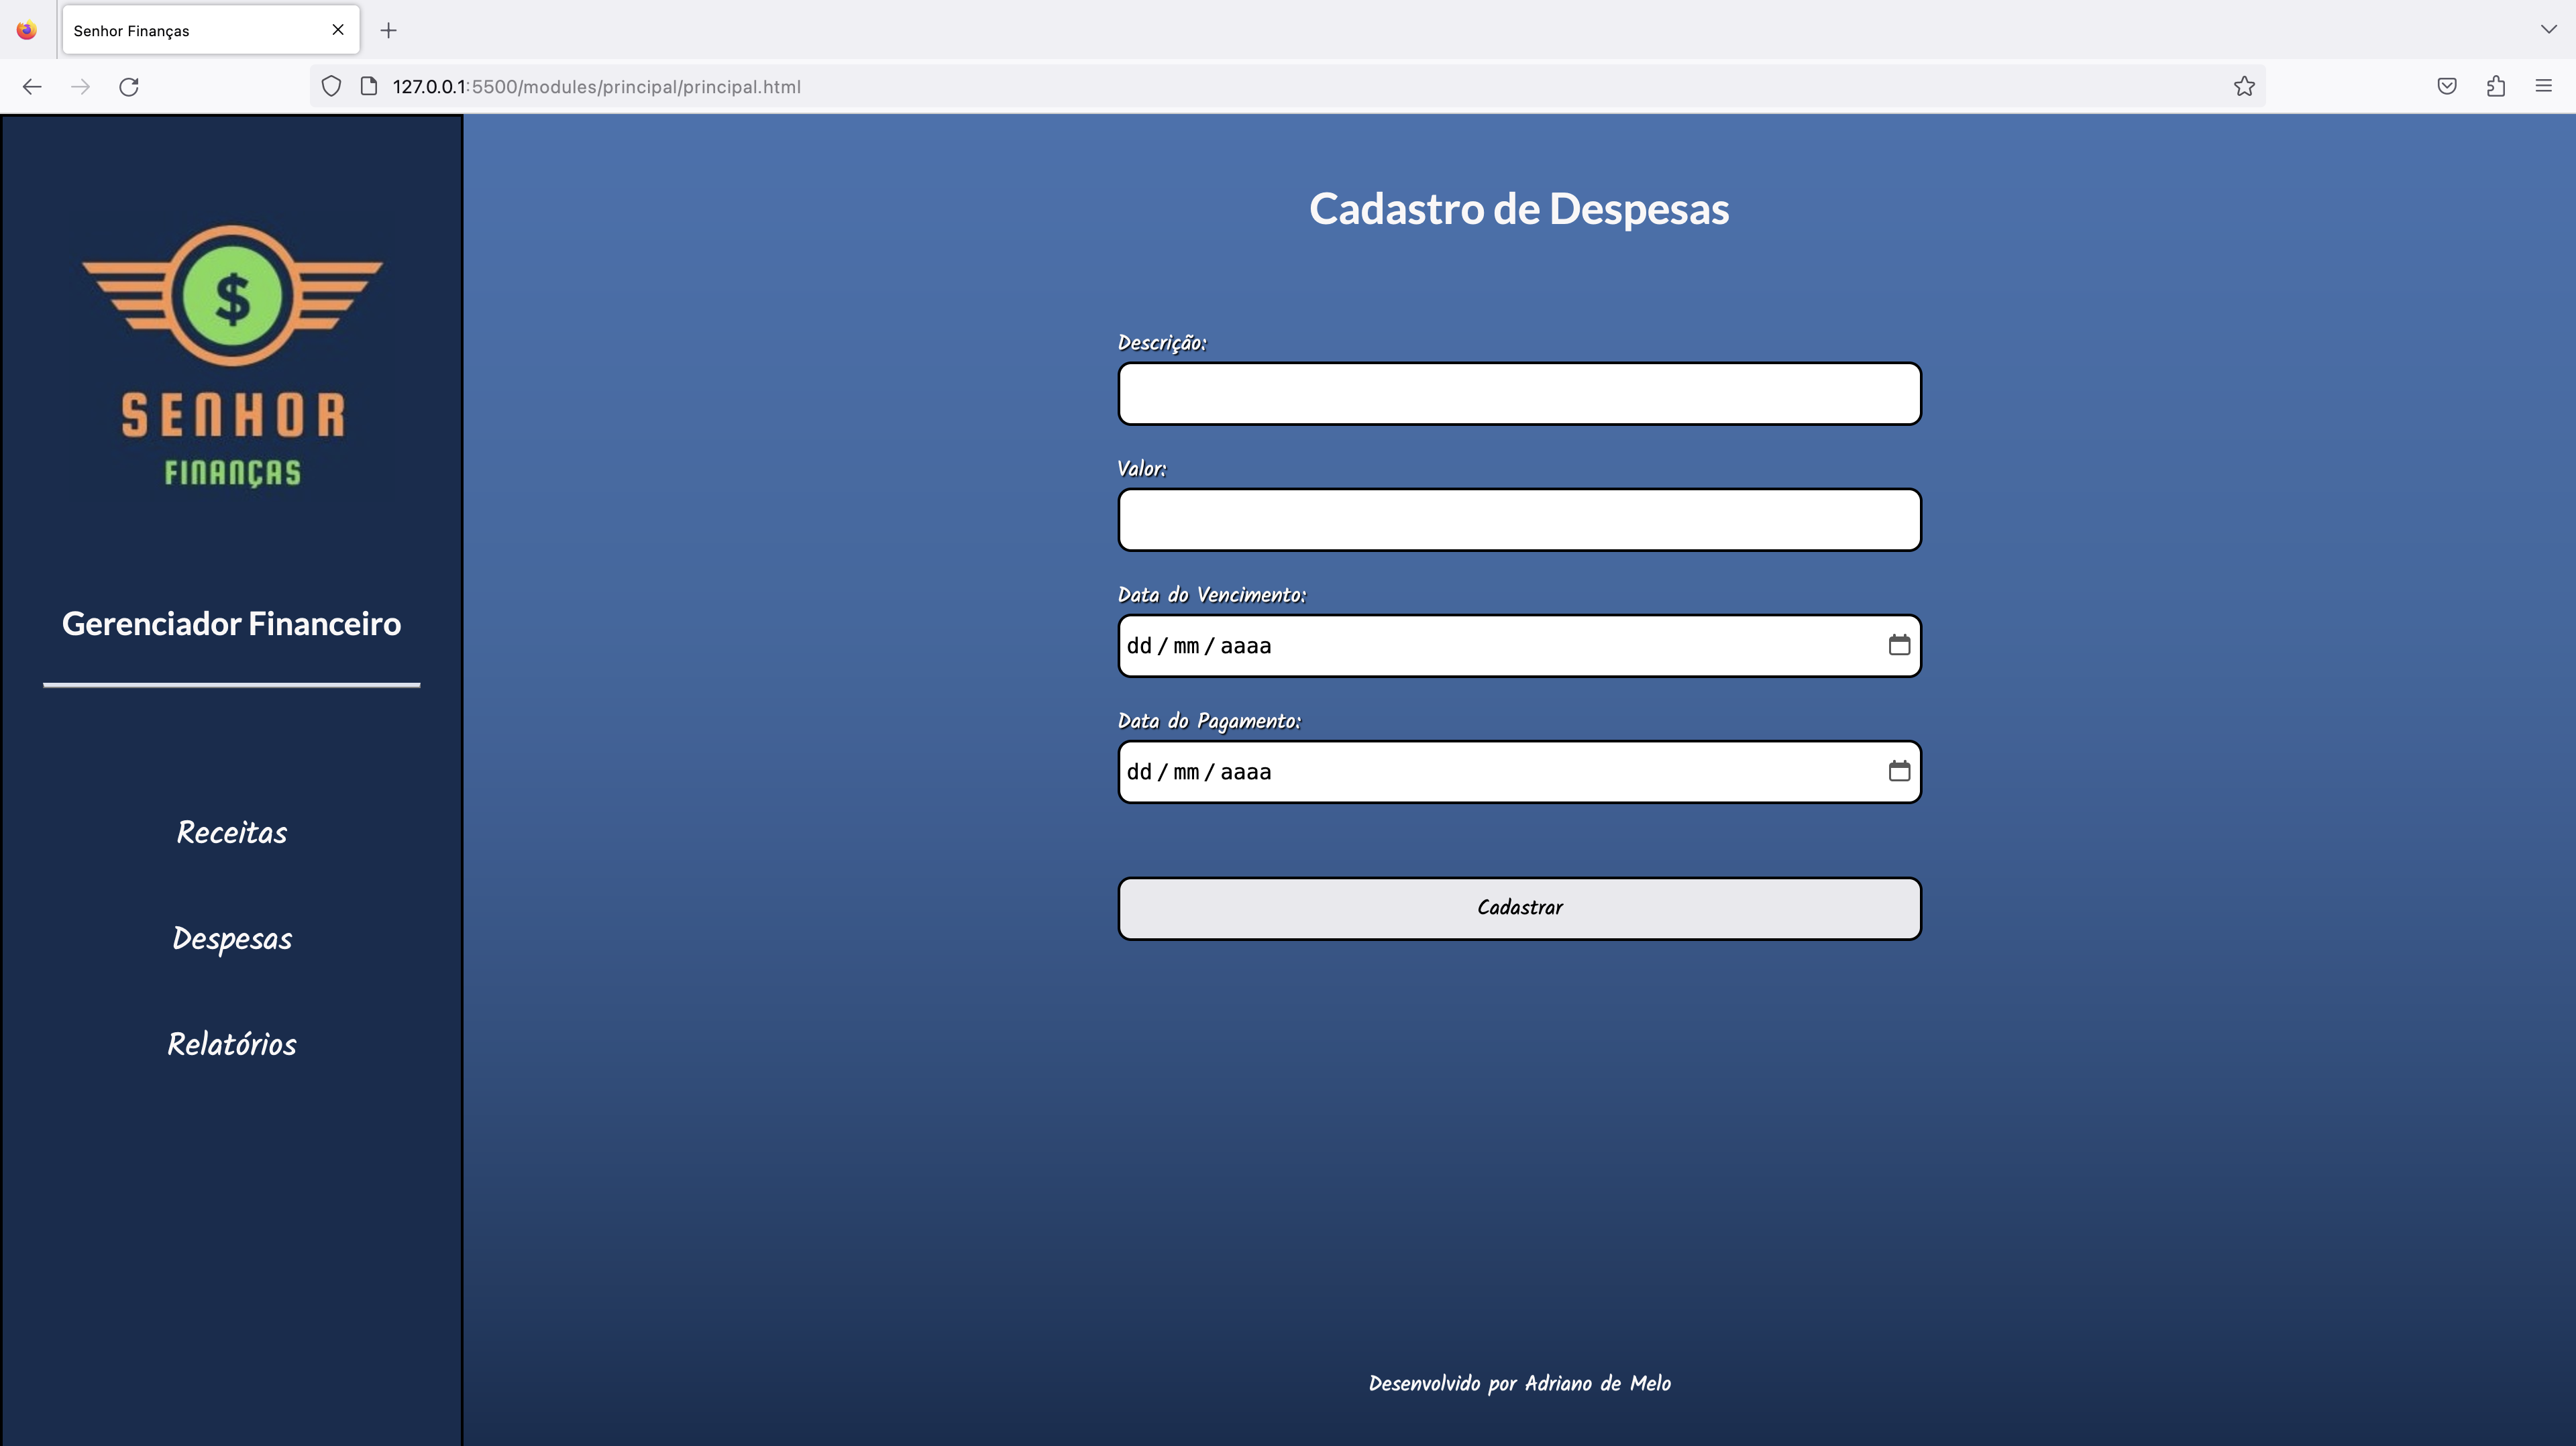 Senhor Finanças
127.0.0.1:5500/modules/principal/principal.html
$
SENHOR
FINANÇAS
Gerenciador Financeiro
Receitas
Despesas
Relatórios
Cadastro de Despesas
Descrição:
Valor:
Data do Vencimento:
dd / mm / aaaa
Data do Pagamento:
dd / mm / aaaa
Cadastrar
Desenvolvido por Adriano de Melo